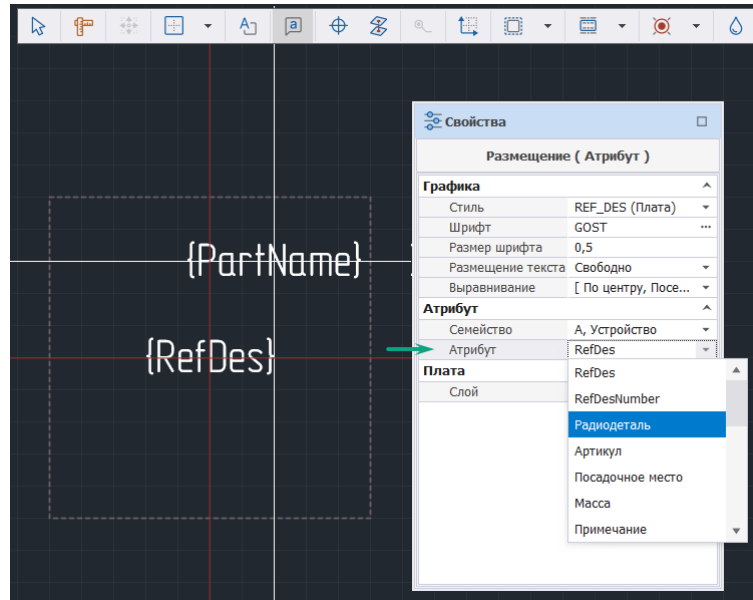 A
a
Свойства
Размещение ( Атрибут )
Графика
Стиль REF_DES (Плата)
Шрифт GOST ...
Размер шрифта 0,5
Размещение текста Свободно
Выравнивание [ По центру, Посе...
Атрибут
Семейство A, Устройство
Атрибут RefDes
Плата
Слой
RefDes
RefDesNumber
Радиодеталь
Артикул
Посадочное место
Масса
Примечание
{PartName}
{RefDes}